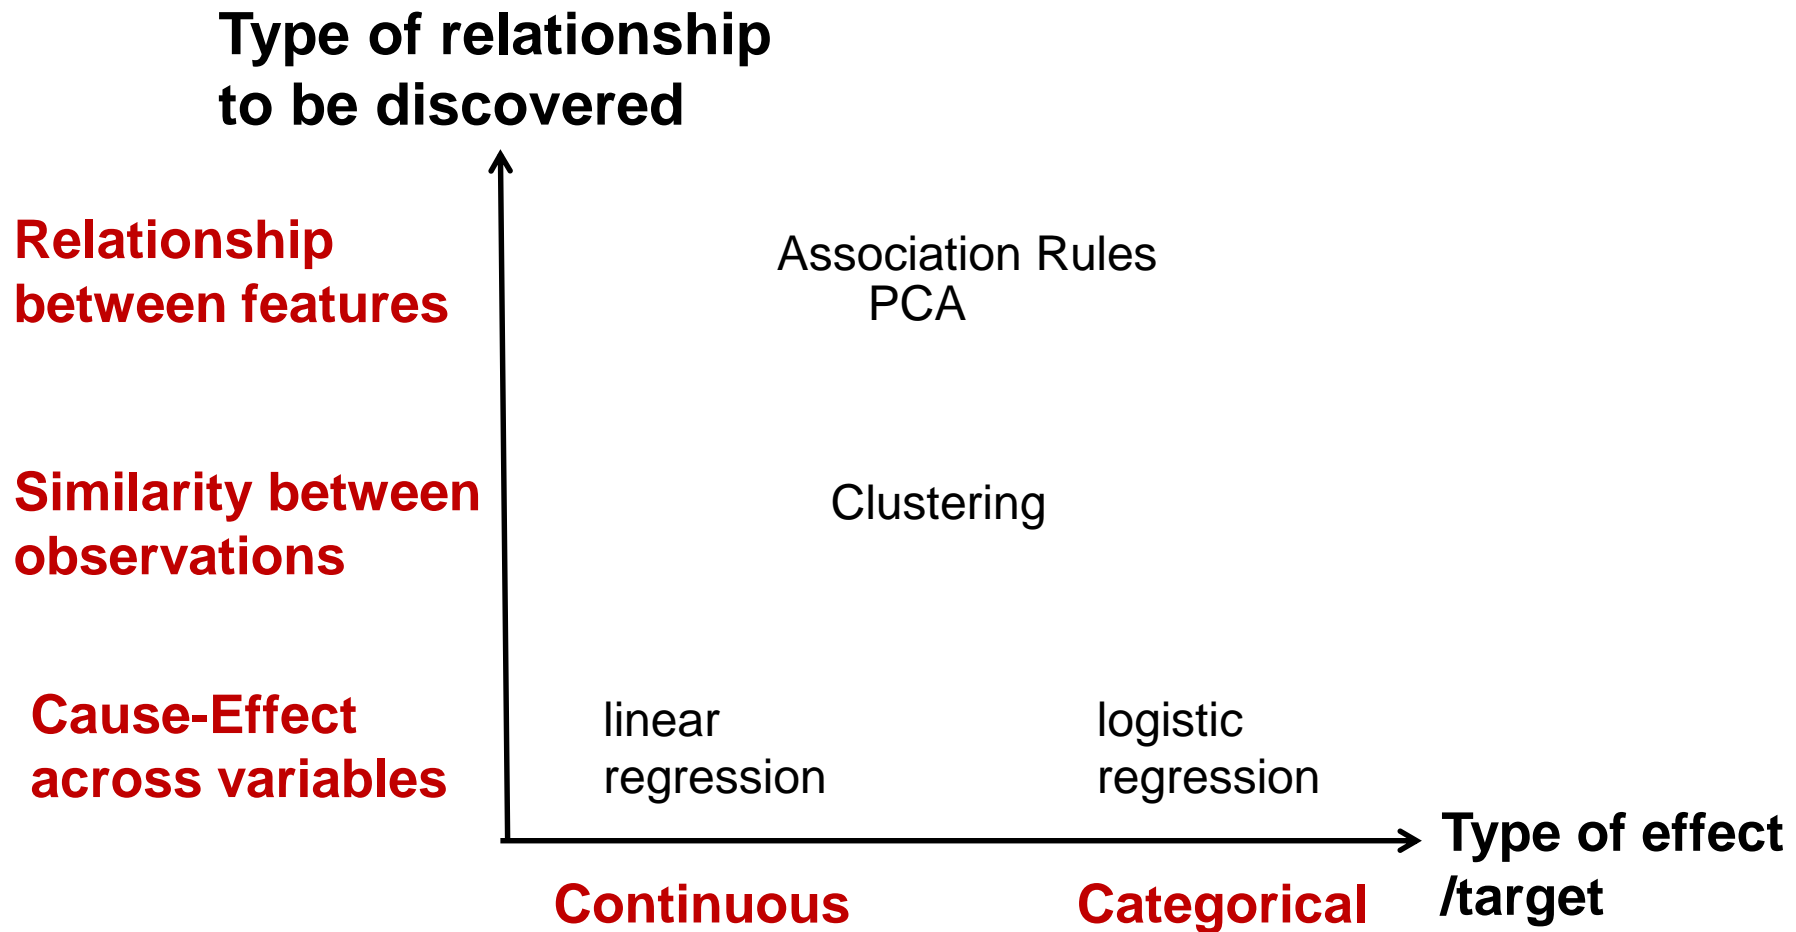 Type of relationship
to be discovered
Relationship
between features
Association Rules
PCA
Similarity between
observations
Clustering
Cause-Effect
across variables
linear
regression
logistic
regression
Type of effect
/target
Continuous
Categorical